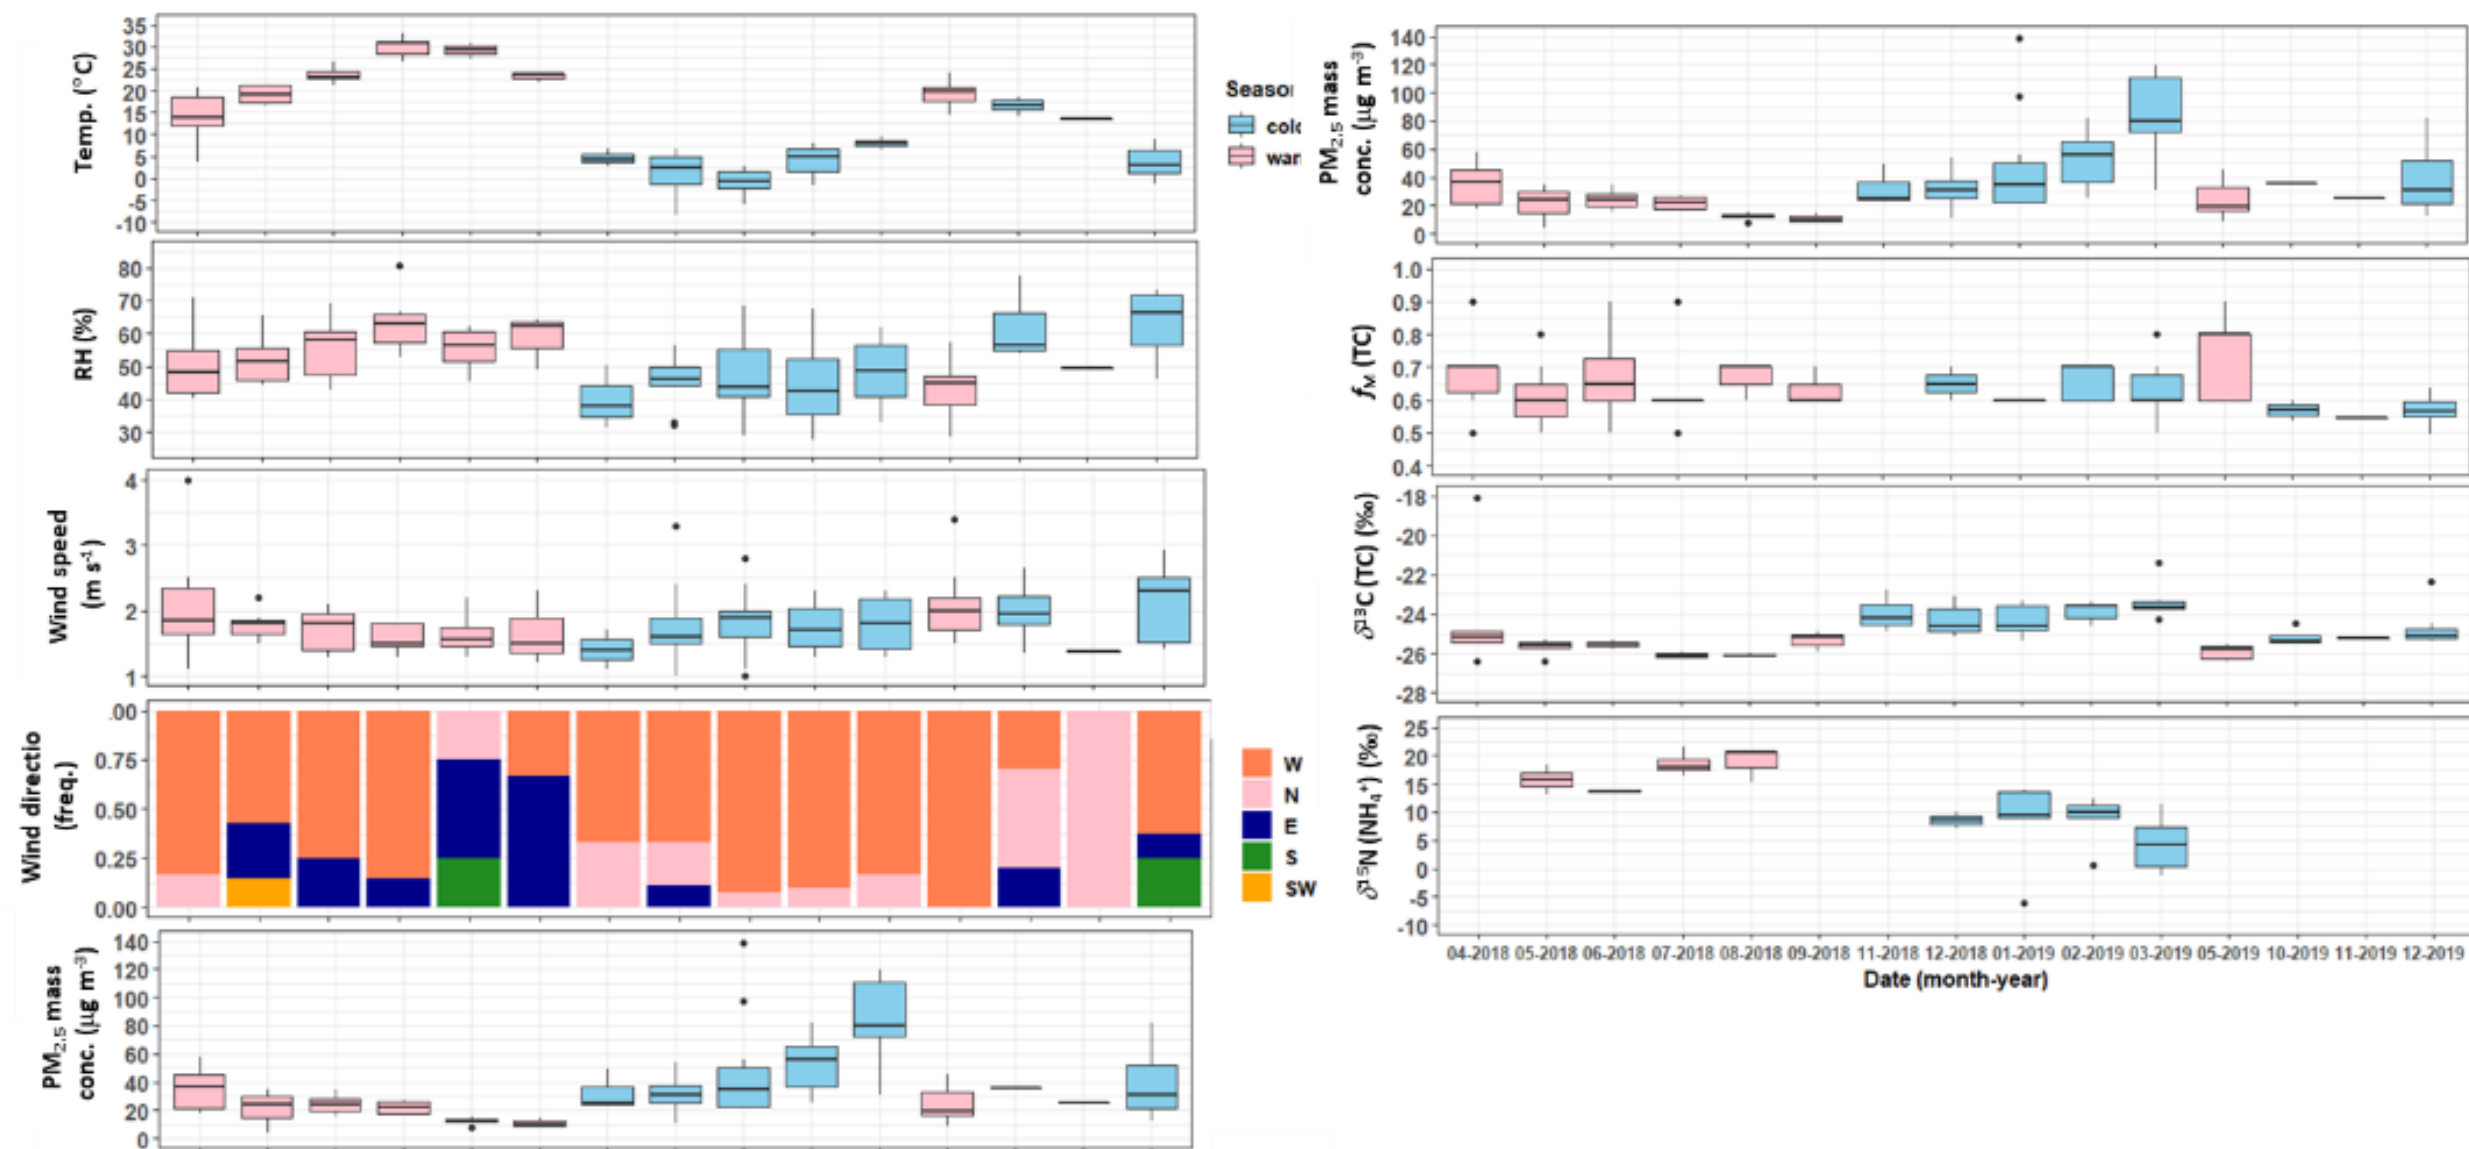 Temp. (°C)
35
30
25
20
15
10
5
0
-5
-10
RH (%)
80
70
60
50
40
30
Wind speed
(m s⁻¹)
4
3
2
1
Wind directio
(freq.)
.00
0.75
0.50
0.25
0.00
PM₂.₅ mass
conc. (μg m⁻³)
140
120
100
80
60
40
20
0
Seasor
cold
war
W
N
E
S
SW
PM₂.₅ mass
conc. (μg m⁻³)
140
120
100
80
60
40
20
0
fM (TC)
1.0
0.9
0.8
0.7
0.6
0.5
0.4
δ¹³C (TC) (‰)
-18
-20
-22
-24
-26
-28
δ¹⁵N (NH₄⁺) (‰)
25
20
15
10
5
0
-5
-10
04-2018 05-2018 06-2018 07-2018 08-2018 09-2018 11-2018 12-2018 01-2019 02-2019 03-2019 05-2019 10-2019 11-2019 12-2019
Date (month-year)